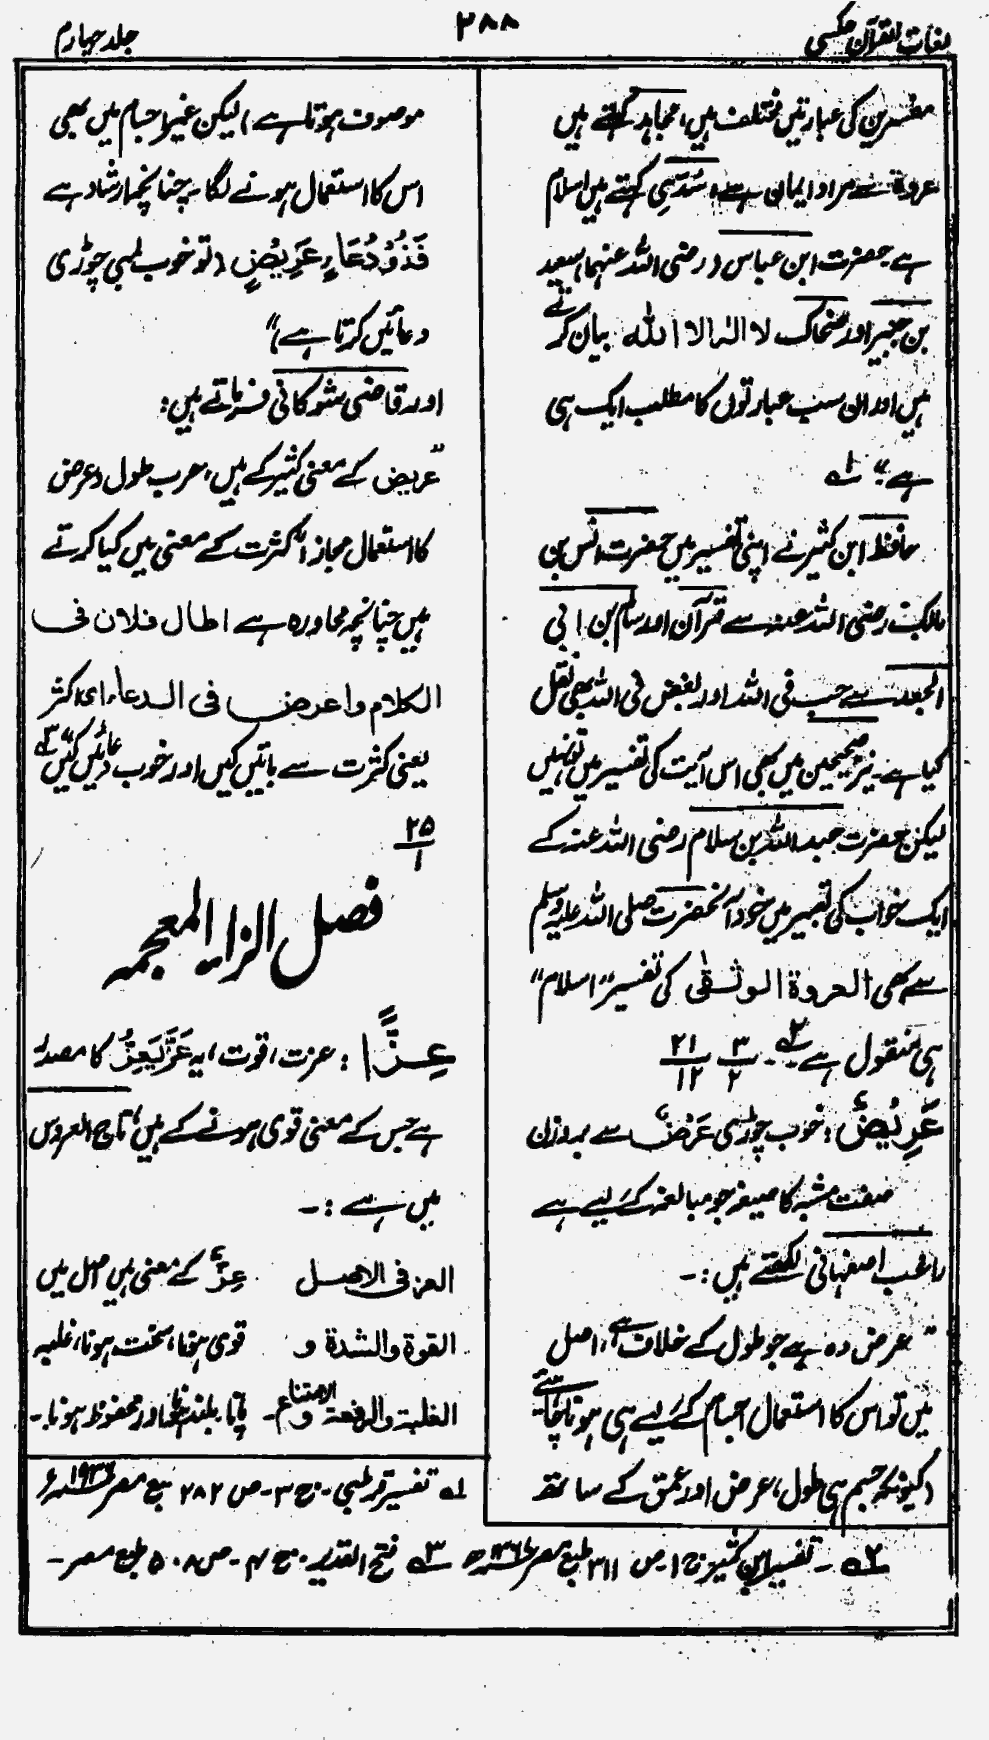 لغات القرآن عکسی
۲۸۸
جلد چہارم
مفسرین کی عبارتیں مختلف ہیں، مجاہد کہتے ہیں
عروۃ سے مراد ایمان ہے، سُدّی کہتے ہیں اسلام
ہے حضرت ابن عباس (رضی اللہ عنہما) سعید
بن جبیر اور ضحاک لا الہ الا اللہ بیان کرتے
ہیں اور ان سب عبارتوں کا مطلب ایک ہی
ہے" ۱؎
حافظ ابن کثیر نے اپنی تفسیر میں حضرت انس بن
مالک رضی اللہ عنہ سے قرآن اور سالم بن ابی
الجعد سے حب فی اللہ اور بغض فی اللہ بھی نقل
کیا ہے۔ نیز صحیحین میں بھی اس آیت کی تفسیر میں تو نہیں
لیکن حضرت عبد اللہ بن سلام رضی اللہ عنہ کے
ایک خواب کی تعبیر میں خود آنحضرت صلی اللہ علیہ وسلم
سے بھی العروۃ الوثقی کی تفسیر "اسلام"
ہی منقول ہے ۲؎ ۔۔ ۳/۲ ۲۱/۱۲
عَرِيْضٌ: خوب چوڑی عَرْضٌ سے بروزن
صفت مشبہ کا صیغہ جو مبالغہ کے لیے ہے
راغب اصفہانی لکھتے ہیں :۔
"عرض وہ ہے جو طول کے خلاف ہے، اصل
میں تو اس کا استعمال اجسام کے لیے ہی ہونا چاہئے
(کیونکہ جسم ہی طول، عرض اور عمق کے ساتھ
موصوف ہوتا ہے) لیکن غیر اجسام میں بھی
اس کا استعمال ہونے لگا۔ چنانچہ ارشاد ہے
فَذُوْ دُعَاءٍ عَرِيْضٍ (تو خوب لمبی چوڑی
دعائیں کرتا ہے)"
اور قاضی شوکانی فرماتے ہیں:
"عریض کے معنی کثیر کے ہیں، عرب طول و عرض
کا استعمال مجازاً کثرت کے معنی میں کیا کرتے
ہیں چنانچہ محاورہ ہے اطال فلان فی
الکلام واعرض فی الدعاء ای اکثر
یعنی کثرت سے باتیں کیں اور خوب دعائیں کیں" ۳؎
۲۵/۱
فصل الزاء المعجمہ
عِزًّا : عزت، قوت، یہ عَزَّ یَعِزُّ کا مصدر
ہے جس کے معنی قوی ہونے کے ہیں، تاج العروس
میں ہے :۔
العز فی الاصل عِزٌّ کے معنی ہیں اصل میں
القوۃ والشدۃ و قوی ہونا، سخت ہونا، غلبہ
الغلبۃ والرفعۃ و الامتناع۔ پانا، بلند ہونا اور محفوظ ہونا۔
۱؎ تفسیر قرطبی۔ ج ۳۔ ص ۲۸۲ طبع مصر ۱۹۳۶ء
۲؎ ۔ تفسیر ابن کثیر ج ۱ ص ۳۱۱ طبع مصر ۳؎ فتح القدیر۔ ج ۴۔ ص ۵۰۸ طبع مصر۔